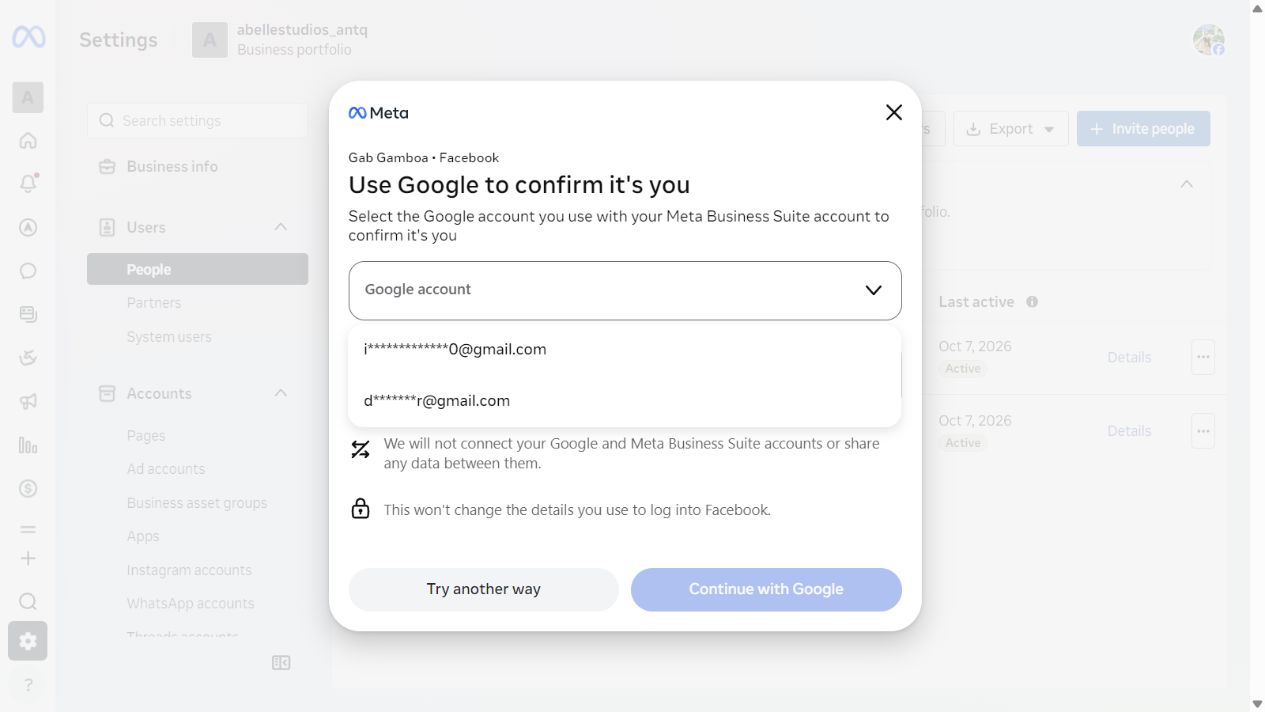 Settings
A
abellestudios_antq
Business portfolio
A
Search settings
Business info
Users
People
Partners
System users
Accounts
Pages
Ad accounts
Business asset groups
Apps
Instagram accounts
WhatsApp accounts
Threads accounts
Export
+ Invite people
Last active
Oct 7, 2026
Active
Details
Oct 7, 2026
Active
Details
Meta
Gab Gamboa • Facebook
Use Google to confirm it's you
Select the Google account you use with your Meta Business Suite account to
confirm it's you
Google account
i*************0@gmail.com
d*******r@gmail.com
We will not connect your Google and Meta Business Suite accounts or share
any data between them.
This won't change the details you use to log into Facebook.
Try another way
Continue with Google